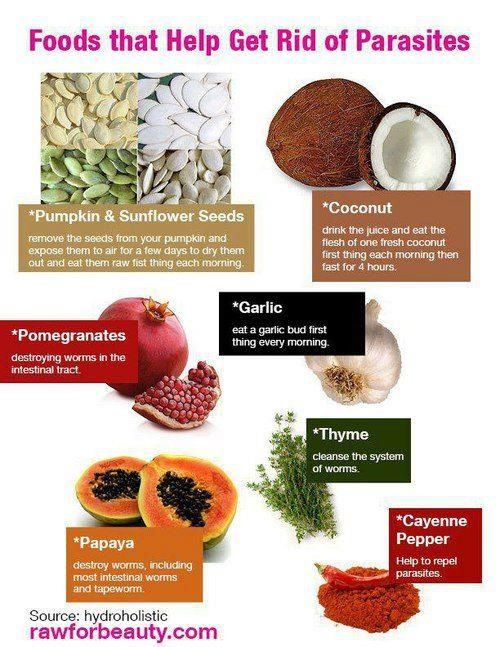 Foods that Help Get Rid of Parasites
*Pumpkin & Sunflower Seeds
remove the seeds from your pumpkin and
expose them to air for a few days to dry them
out and eat them raw fist thing each morning.
*Coconut
drink the juice and eat the
flesh of one fresh coconut
first thing each morning then
fast for 4 hours.
*Garlic
eat a garlic bud first
thing every morning.
*Pomegranates
destroying worms in the
intestinal tract.
*Thyme
cleanse the system
of worms.
*Papaya
destroy worms, including
most intestinal worms
and tapeworm.
*Cayenne
Pepper
Help to repel
parasites.
Source: hydroholistic
rawforbeauty.com